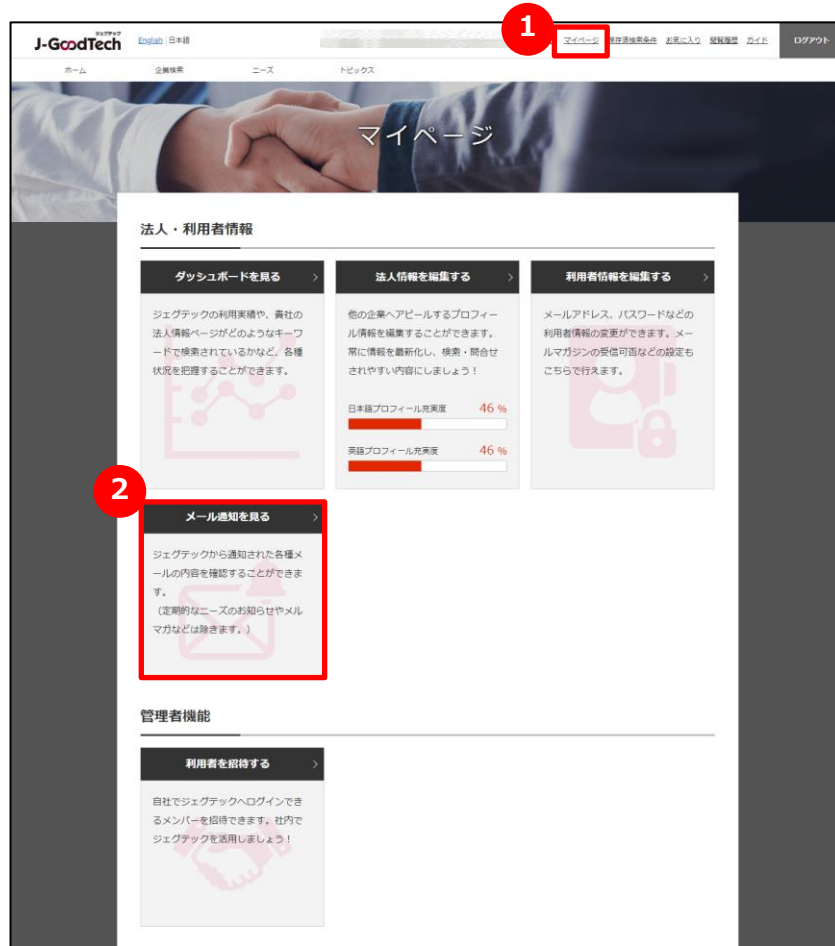 1
ジェグテック
J-GoodTech
English 日本語
マイページ 保存済検索条件 お気に入り 閲覧履歴 ガイド ログアウト
ホーム 企業検索 ニーズ トピックス
マイページ
法人・利用者情報
ダッシュボードを見る
ジェグテックの利用実績や、貴社の
法人情報ページがどのようなキーワ
ードで検索されているかなど、各種
状況を把握することができます。
法人情報を編集する
他の企業へアピールするプロフィー
ル情報を編集することができます。
常に情報を最新化し、検索・問合せ
されやすい内容にしましょう!
日本語プロフィール充実度 46 %
英語プロフィール充実度 46 %
利用者情報を編集する
メールアドレス、パスワードなどの
利用者情報の変更ができます。メー
ルマガジンの受信可否などの設定も
こちらで行えます。
2
メール通知を見る
ジェグテックから通知された各種メ
ールの内容を確認することができま
す。
(定期的なニーズのお知らせやメル
マガなどは除きます。)
管理者機能
利用者を招待する
自社でジェグテックへログインでき
るメンバーを招待できます。社内で
ジェグテックを活用しましょう!